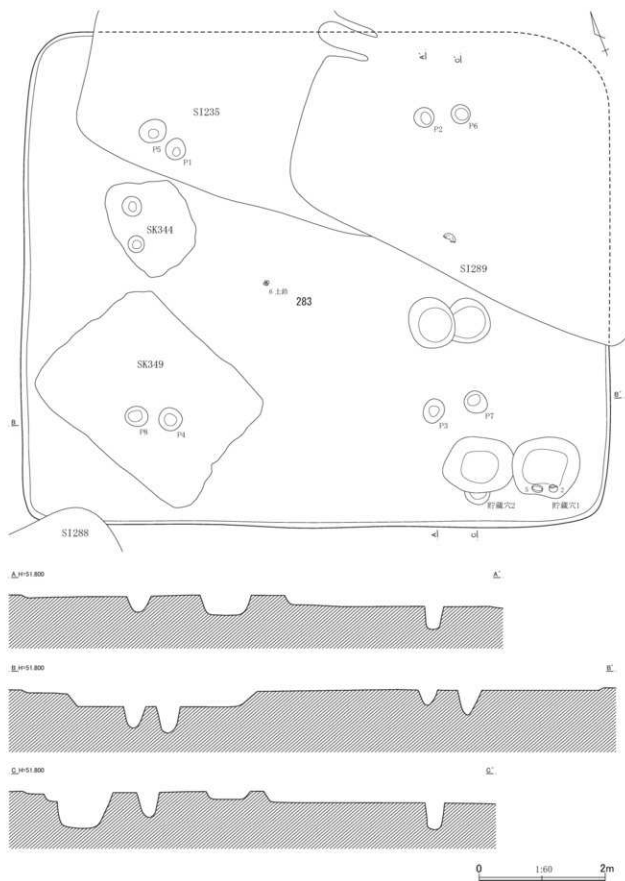 A' C'
SI235
P5 P1
P2 P6
SK344
SI289
6 土鈴
283
SK349
P8 P4
P3 P7
B B'
5 2
貯蔵穴2 貯蔵穴1
SI288
A C
A H=51.800 A'
B H=51.800 B'
C H=51.800 C'
0 1:60 2m